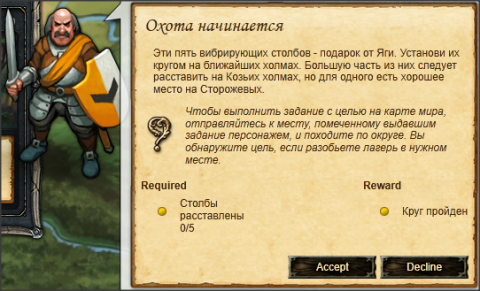 Охота начинается
Эти пять вибрирующих столбов - подарок от Яги. Установи их
кругом на ближайших холмах. Большую часть из них следует
расставить на Козьих холмах, но для одного есть хорошее
место на Сторожевых.
Чтобы выполнить задание с целью на карте мира,
отправляйтесь к месту, помеченному выдавшим
задание персонажем, и походите по округе. Вы
обнаружите цель, если разобьете лагерь в нужном
месте.
Required
Reward
Столбы
расставлены
0/5
Круг пройден
Accept
Decline